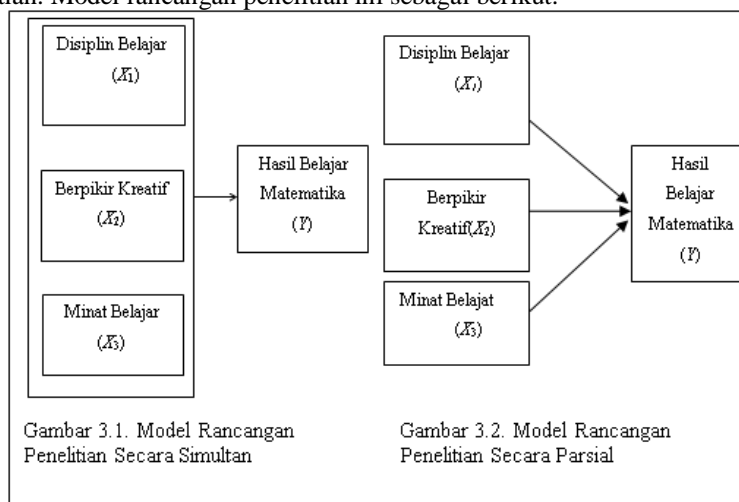 tian. Model rancangan penelitian ini sebagai berikut:
Disiplin Belajar
(X1)
Berpikir Kreatif
(X2)
Minat Belajar
(X3)
Hasil Belajar
Matematika
(Y)
Gambar 3.1. Model Rancangan
Penelitian Secara Simultan
Disiplin Belajar
(X1)
Berpikir
Kreatif(X2)
Minat Belajat
(X3)
Hasil
Belajar
Matematika
(Y)
Gambar 3.2. Model Rancangan
Penelitian Secara Parsial